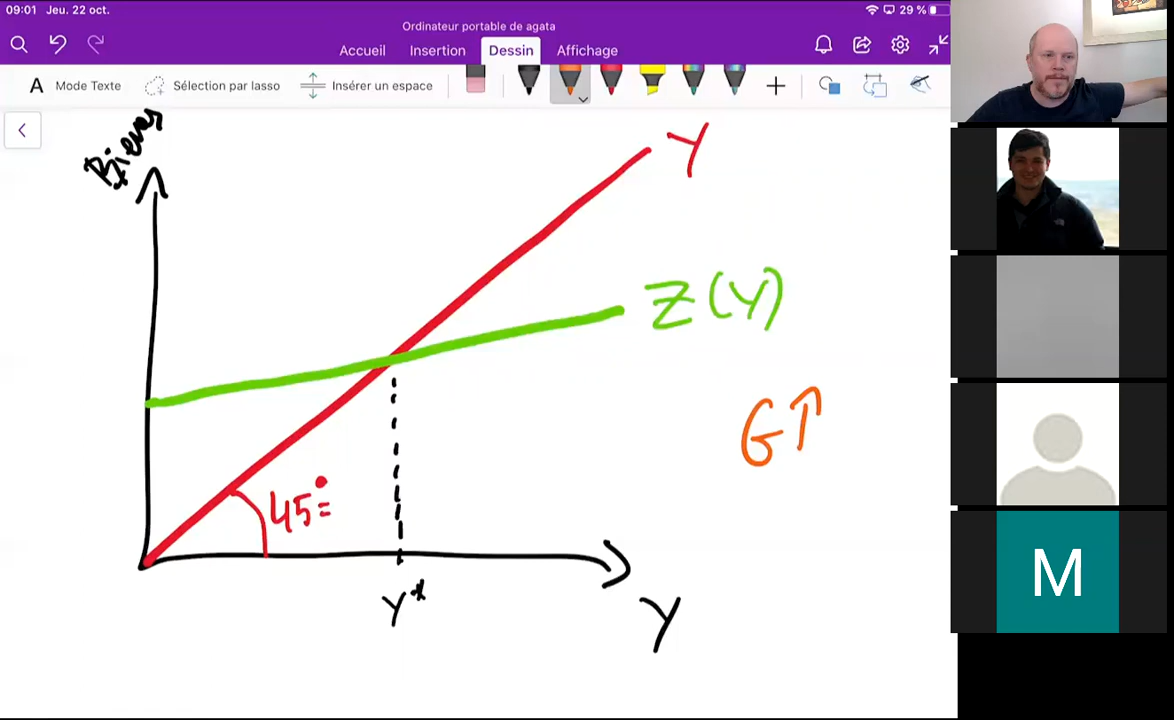 09:01 Jeu. 22 oct.
29 %
Ordinateur portable de agata
Accueil Insertion Dessin Affichage
A Mode Texte Sélection par lasso Insérer un espace
Biens
Y
Z(Y)
G↑
45°
Y*
Y
M